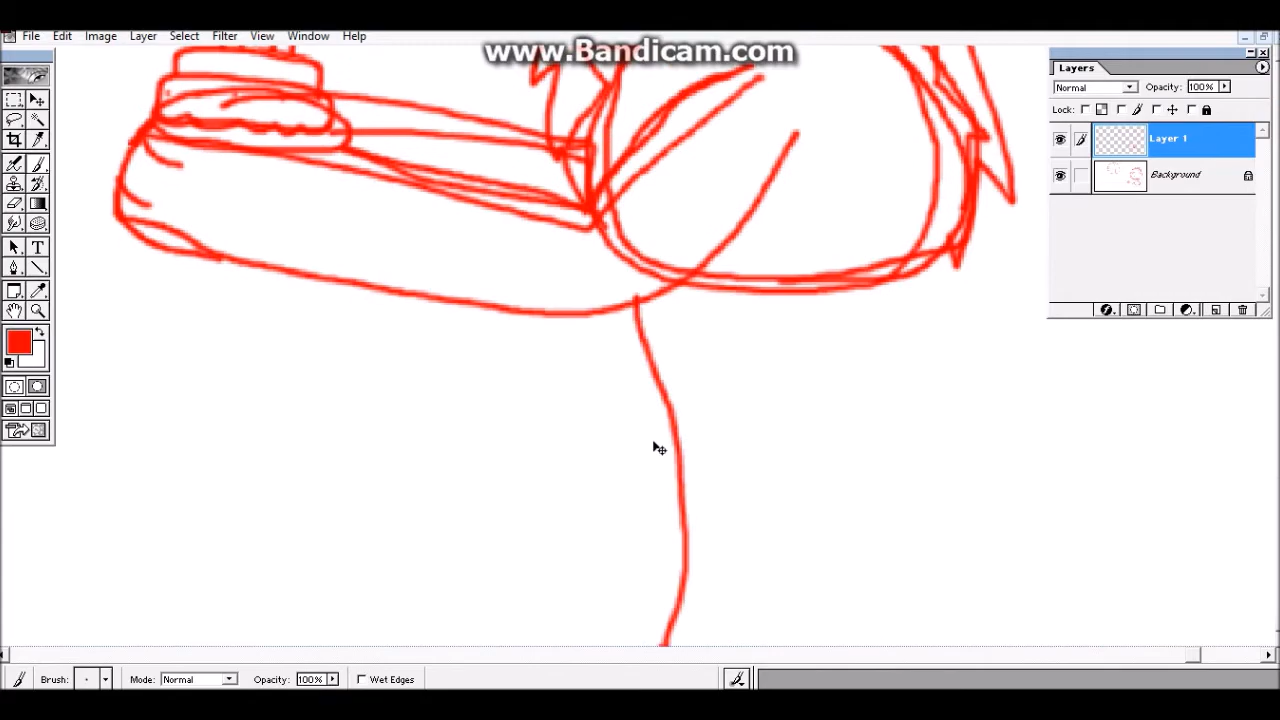 www.Bandicam.com
File Edit Image Layer Select Filter View Window Help
Layers
Normal Opacity: 100%
Lock:
Layer 1
Background
T
Brush: Mode: Normal Opacity: 100% Wet Edges